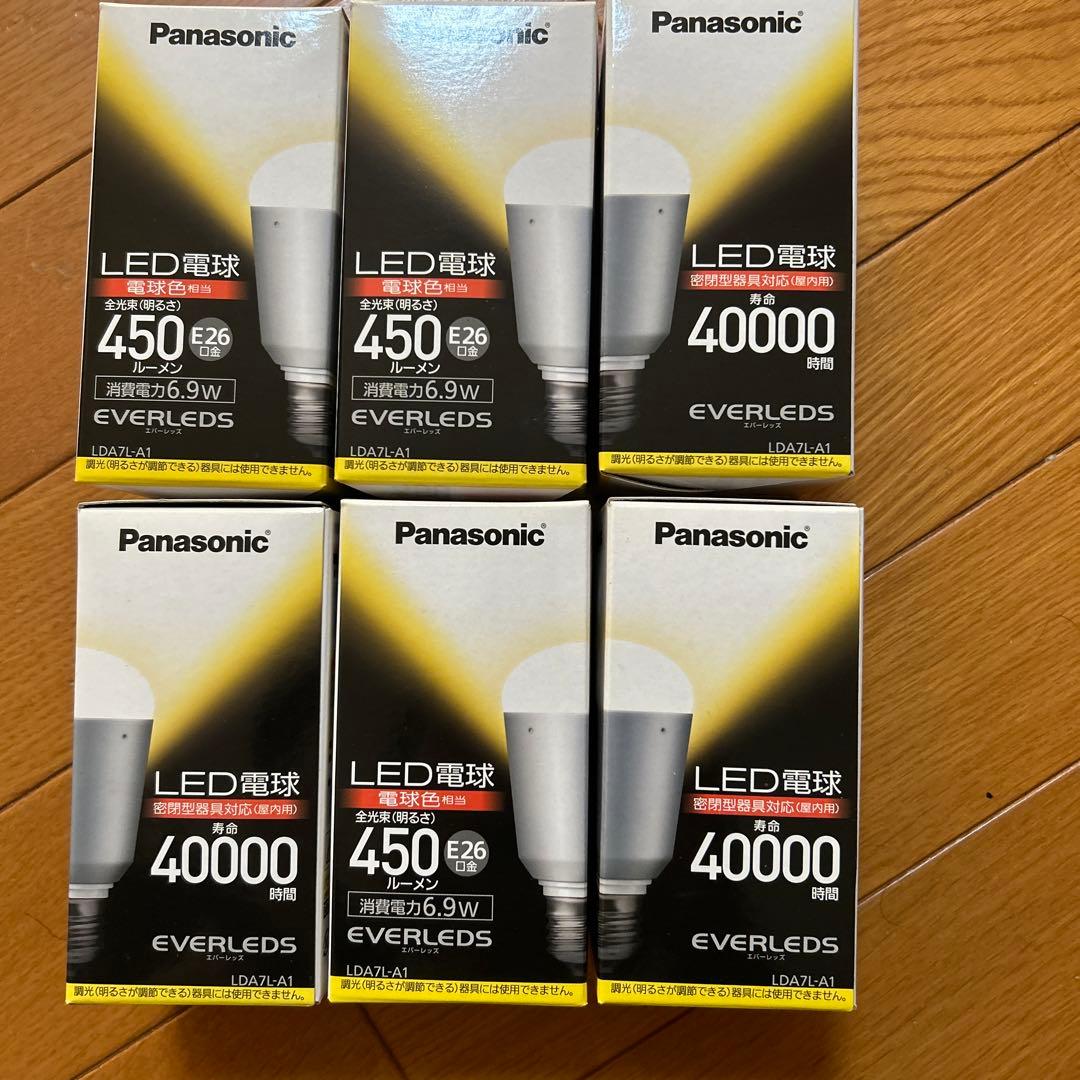 Panasonic
LED電球
電球色相当
全光束(明るさ)
450
ルーメン
E26
口金
消費電力6.9W
EVERLEDS
エバーレッズ
LDA7L-A1
調光(明るさが調節できる)器具には使用できません。
Panasonic
LED電球
電球色相当
全光束(明るさ)
450
ルーメン
E26
口金
消費電力6.9W
EVERLEDS
エバーレッズ
LDA7L-A1
調光(明るさが調節できる)器具には使用できません。
Panasonic
LED電球
密閉型器具対応(屋内用)
寿命
40000
時間
EVERLEDS
エバーレッズ
LDA7L-A1
調光(明るさが調節できる)器具には使用できません。
Panasonic
LED電球
密閉型器具対応(屋内用)
寿命
40000
時間
EVERLEDS
エバーレッズ
LDA7L-A1
調光(明るさが調節できる)器具には使用できません。
Panasonic
LED電球
電球色相当
全光束(明るさ)
450
ルーメン
E26
口金
消費電力6.9W
EVERLEDS
エバーレッズ
LDA7L-A1
調光(明るさが調節できる)器具には使用できません。
Panasonic
LED電球
密閉型器具対応(屋内用)
寿命
40000
時間
EVERLEDS
エバーレッズ
LDA7L-A1
調光(明るさが調節できる)器具には使用できません。